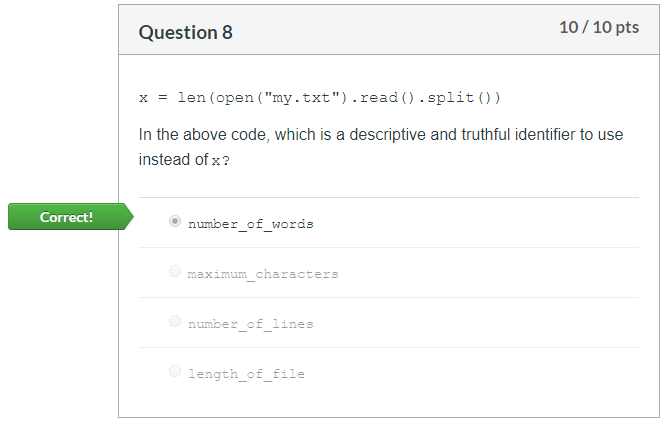 Question 8
10 / 10 pts
x = len(open("my.txt").read().split())
In the above code, which is a descriptive and truthful identifier to use
instead of x?
Correct!
number_of_words
maximum_characters
number_of_lines
length_of_file